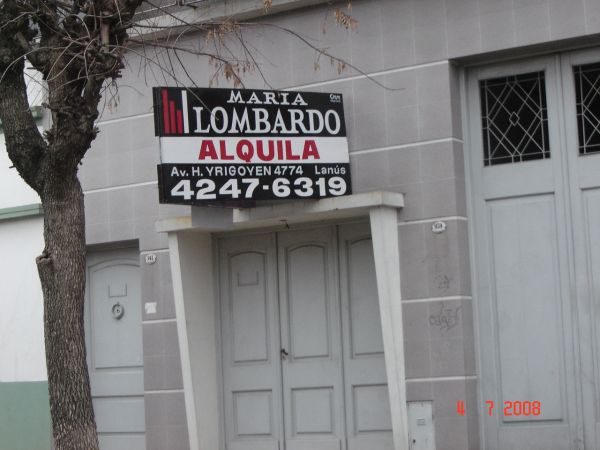 MARIA
LOMBARDO
ALQUILA
Av. H. YRIGOYEN 4774 Lanús
4247-6319
4 7 2008